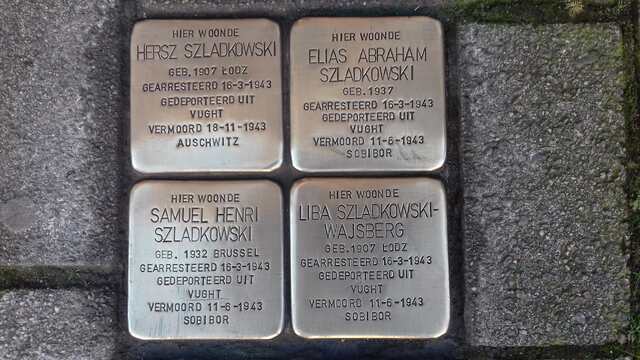 HIER WOONDE
HERSZ SZLADKOWSKI
GEB. 1907 ŁODZ
GEARRESTEERD 16-3-1943
GEDEPORTEERD UIT
VUGHT
VERMOORD 18-11-1943
AUSCHWITZ
HIER WOONDE
ELIAS ABRAHAM
SZLADKOWSKI
GEB. 1937
GEARRESTEERD 16-3-1943
GEDEPORTEERD UIT
VUGHT
VERMOORD 11-6-1943
SOBIBOR
HIER WOONDE
SAMUEL HENRI
SZLADKOWSKI
GEB. 1932 BRUSSEL
GEARRESTEERD 16-3-1943
GEDEPORTEERD UIT
VUGHT
VERMOORD 11-6-1943
SOBIBOR
HIER WOONDE
LIBA SZLADKOWSKI-
WAJSBERG
GEB. 1907 ŁODZ
GEARRESTEERD 16-3-1943
GEDEPORTEERD UIT
VUGHT
VERMOORD 11-6-1943
SOBIBOR